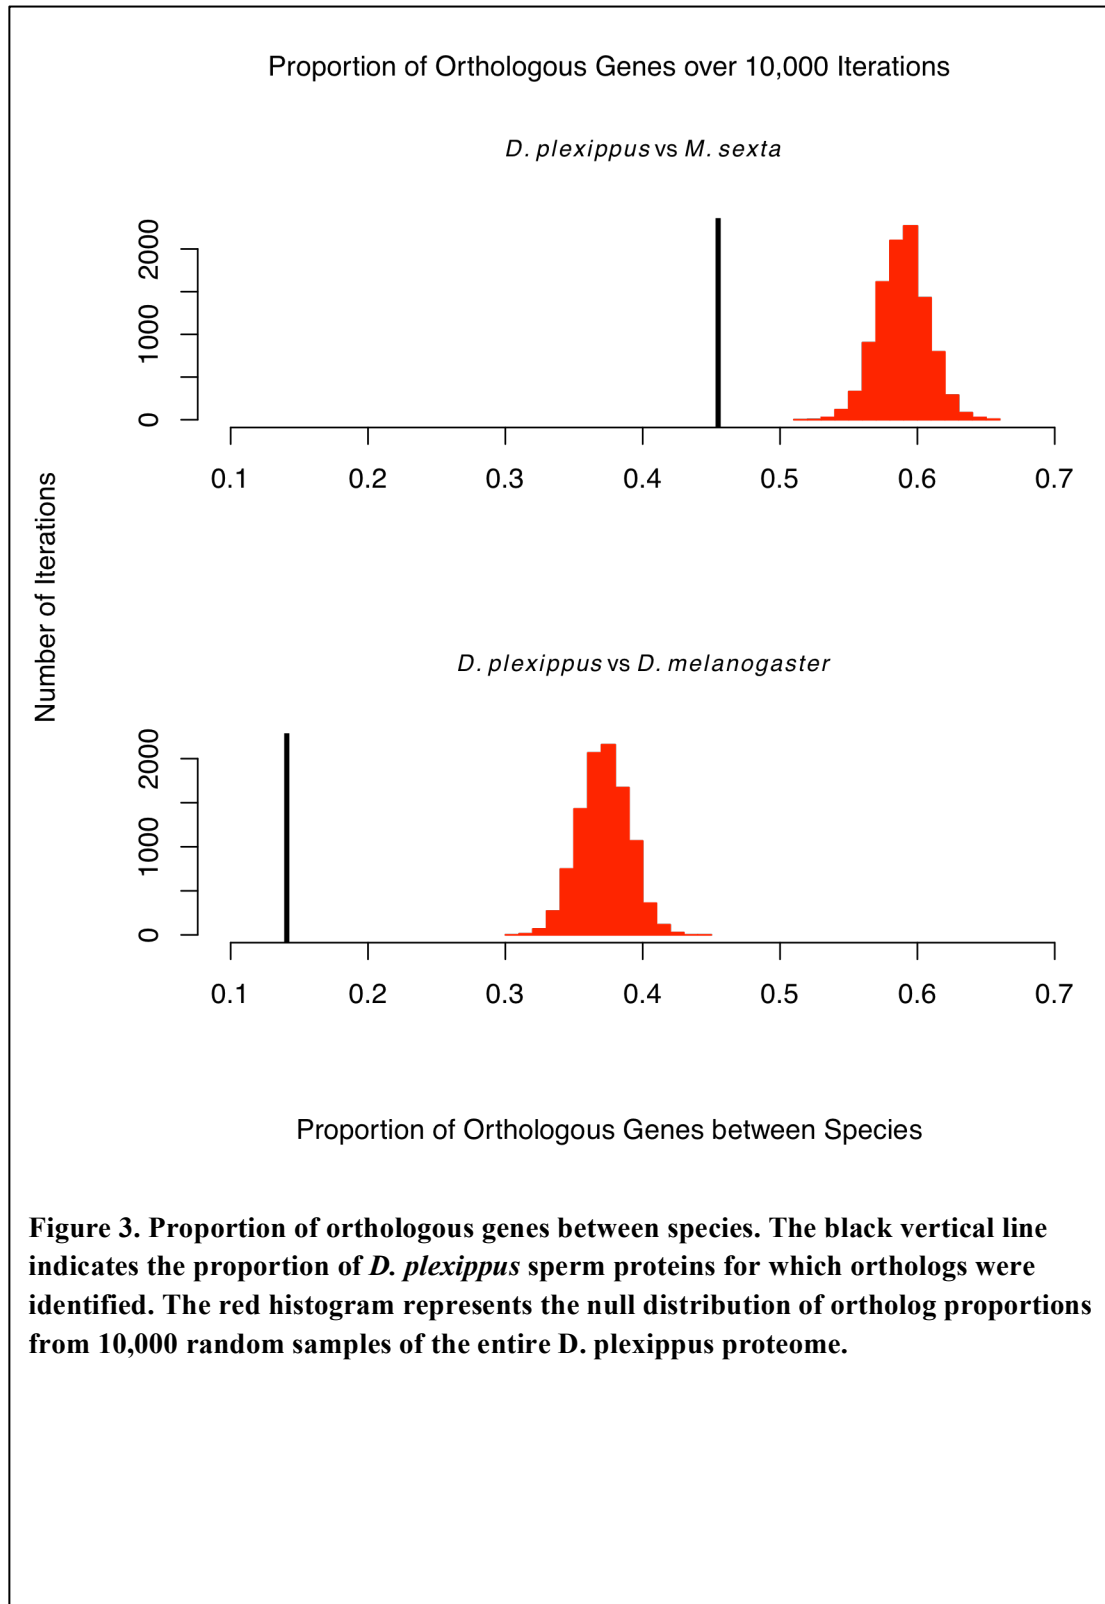 Proportion of Orthologous Genes over 10,000 Iterations
D. plexippus vs M. sexta
2000
1000
0
0.1 0.2 0.3 0.4 0.5 0.6 0.7
Number of Iterations
D. plexippus vs D. melanogaster
2000
1000
0
0.1 0.2 0.3 0.4 0.5 0.6 0.7
Proportion of Orthologous Genes between Species
Figure 3. Proportion of orthologous genes between species. The black vertical line
indicates the proportion of D. plexippus sperm proteins for which orthologs were
identified. The red histogram represents the null distribution of ortholog proportions
from 10,000 random samples of the entire D. plexippus proteome.